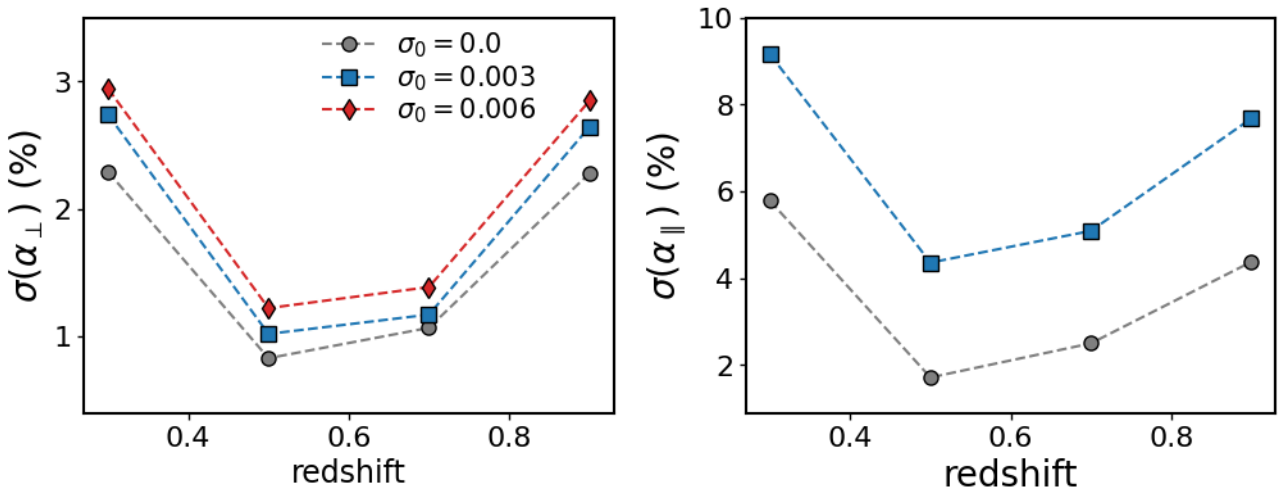 σ(α⊥) (%)
3
2
1
σ₀ = 0.0
σ₀ = 0.003
σ₀ = 0.006
0.4 0.6 0.8
redshift
σ(α∥) (%)
10
8
6
4
2
0.4 0.6 0.8
redshift